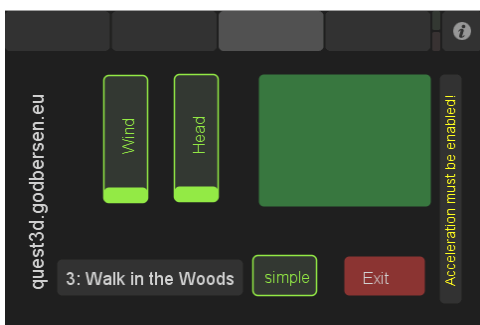 quest3d.godbersen.eu
Wind
Head
Acceleration must be enabled!
3: Walk in the Woods
simple
Exit
i